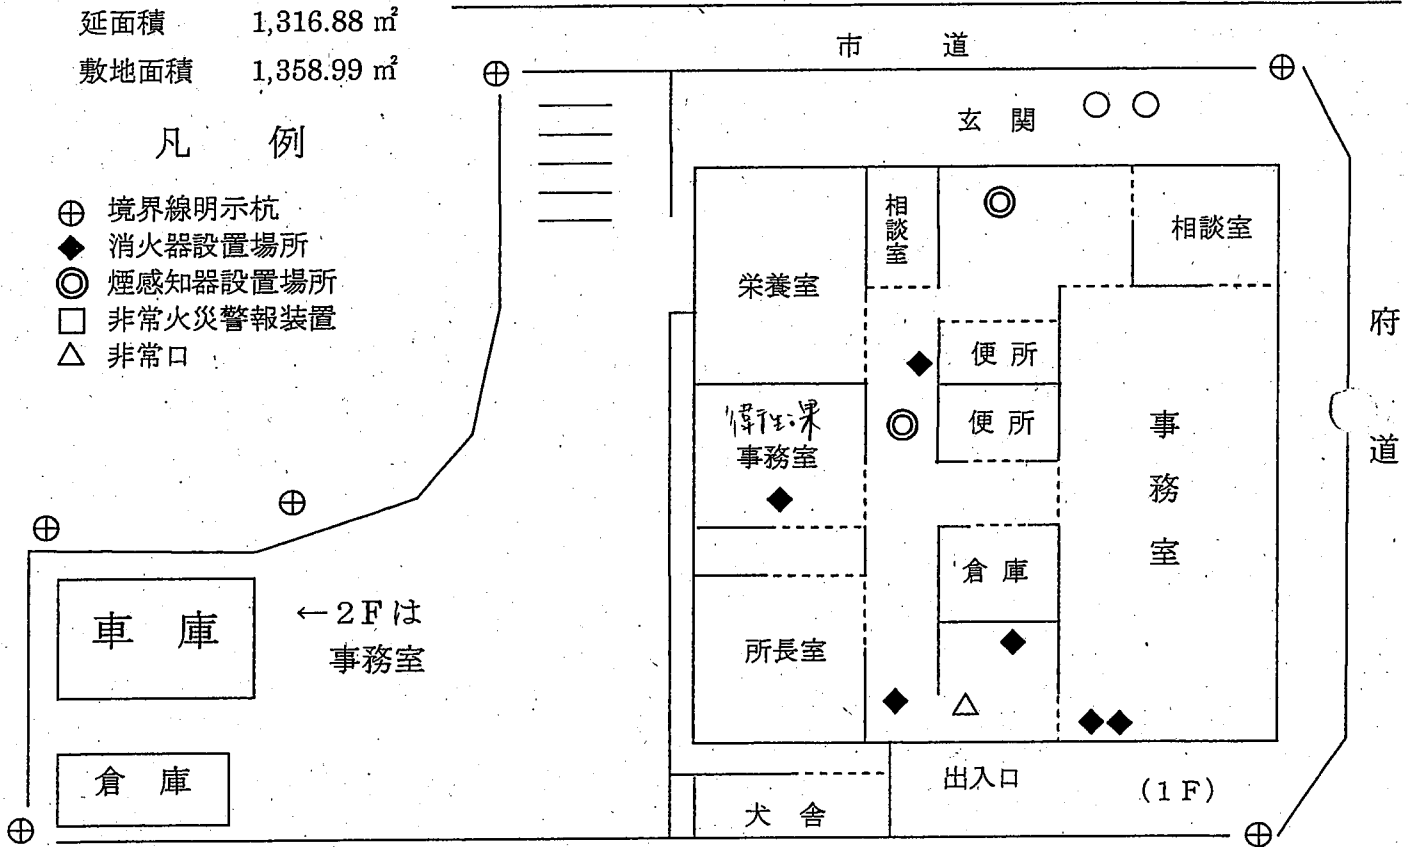 延面積 1,316.88 ㎡
敷地面積 1,358.99 ㎡
凡 例
境界線明示杭
消火器設置場所
煙感知器設置場所
非常火災警報装置
非常口
市 道
玄 関
相談室
相談室
栄養室
便 所
便 所
衛生課
事務室
事務室
倉 庫
所長室
府道
車 庫
←2Fは
事務室
倉 庫
出入口
(1F)
犬 舎